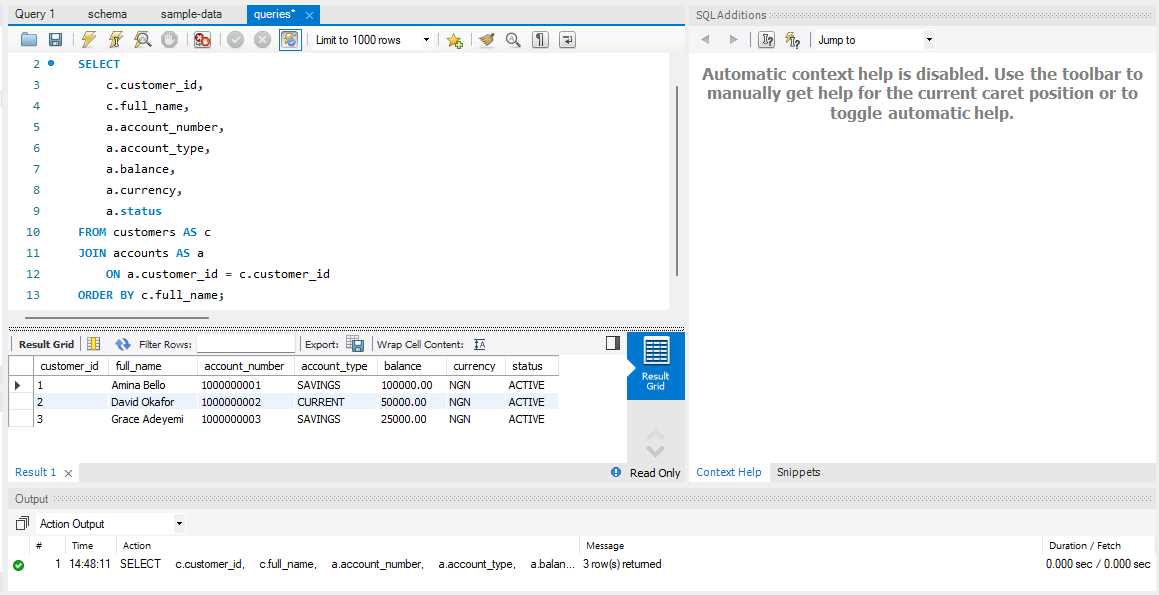 Query 1 schema sample-data queries*
Limit to 1000 rows
2 SELECT
3 c.customer_id,
4 c.full_name,
5 a.account_number,
6 a.account_type,
7 a.balance,
8 a.currency,
9 a.status
10 FROM customers AS c
11 JOIN accounts AS a
12 ON a.customer_id = c.customer_id
13 ORDER BY c.full_name;
Result Grid Filter Rows: Export: Wrap Cell Content: IA
customer_id full_name account_number account_type balance currency status
1 Amina Bello 1000000001 SAVINGS 100000.00 NGN ACTIVE
2 David Okafor 1000000002 CURRENT 50000.00 NGN ACTIVE
3 Grace Adeyemi 1000000003 SAVINGS 25000.00 NGN ACTIVE
Result
Grid
Result 1 Read Only
SQLAdditions
Jump to
Automatic context help is disabled. Use the toolbar to
manually get help for the current caret position or to
toggle automatic help.
Context Help Snippets
Output
Action Output
# Time Action Message Duration / Fetch
1 14:48:11 SELECT c.customer_id, c.full_name, a.account_number, a.account_type, a.balan... 3 row(s) returned 0.000 sec / 0.000 sec